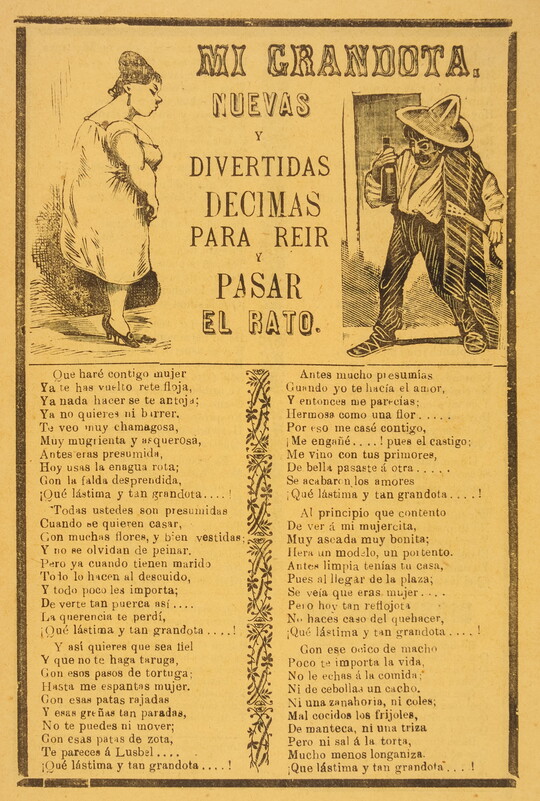 MI GRANDOTA.
NUEVAS
Y
DIVERTIDAS
DECIMAS
PARA REIR
Y
PASAR
EL RATO.
Que haré contigo mujer
Ya te has vuelto rete floja,
Ya nada hacer se te antoja;
Ya no quieres ni barrer.
Te veo muy chamagosa,
Muy mugrienta y asquerosa,
Antes eras presumida,
Hoy usas la enagua rota;
Con la falda desprendida,
¡Qué lástima y tan grandota....!
Todas ustedes son presumidas
Cuando se quieren casar,
Con muchas flores, y bien vestidas;
Y no se olvidan de peinar.
Pero ya cuando tienen marido
Todo lo hacen al descuido,
Y todo poco les importa;
De verte tan puerca así....
La querencia te perdí,
¡Qué lástima y tan grandota....!
Y así quieres que sea fiel
Y que no te haga taruga,
Con esos pasos de tortuga;
Hasta me espantas mujer.
Con esas patas rajadas
Y esas greñas tan paradas,
No te puedes ni mover;
Con esas patas de zota,
Te pareces á Lusbel....
¡Qué lástima y tan grandota....!
Antes mucho presumías
Cuando yo te hacía el amor,
Y entonces me parecías;
Hermosa como una flor.....
Por eso me casé contigo,
¡Me engañé....! pues el castigo;
Me vino con tus primores,
De bella pasaste á otra.....
Se acabaron los amores
¡Qué lástima y tan grandota....!
Al principio que contento
De ver á mi mujercita,
Muy aseada muy bonita;
Hera un modelo, un portento.
Antes limpia tenías tu casa,
Pues al llegar de la plaza;
Se veía que eras mujer....
Pero hoy tan reflojota
No haces caso del quehacer,
¡Qué lástima y tan grandota....!
Con ese ocico de macho
Poco te importa la vida,
No le echas á la comida;
Ni de cebollas un cacho.
Ni una zanahoria, ni coles;
Mal cocidos los frijoles,
De manteca, ni una triza
Pero ni sal á la torta,
Mucho menos longaniza.
¡Que lástima y tan grandota....!